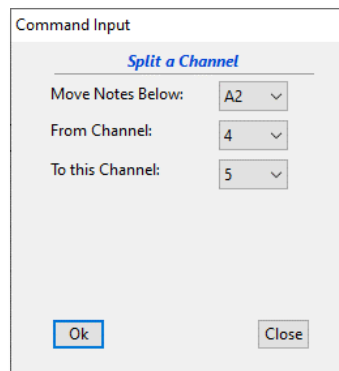 Command Input
Split a Channel
Move Notes Below: A2
From Channel: 4
To this Channel: 5
Ok Close